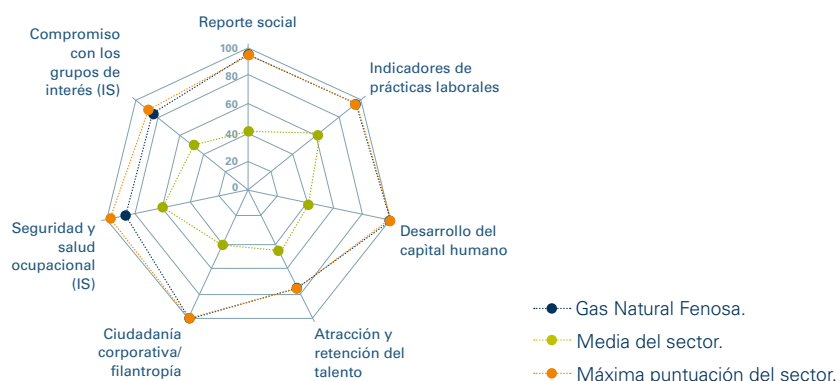 Reporte social
Compromiso
con los
grupos de
interés (IS)
Indicadores de
prácticas laborales
100
80
60
40
20
0
Seguridad y
salud
ocupacional
(IS)
Desarrollo del
capital humano
Ciudadanía
corporativa/
filantropía
Atracción y
retención del
talento
Gas Natural Fenosa.
Media del sector.
Máxima puntuación del sector.